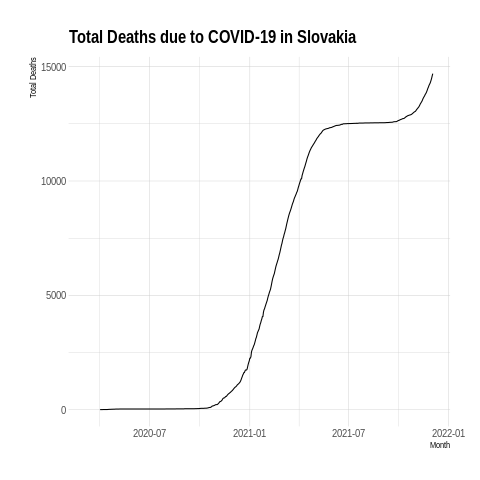 Total Deaths due to COVID-19 in Slovakia
Total Deaths
15000
10000
5000
0
2020-07 2021-01 2021-07 2022-01
Month